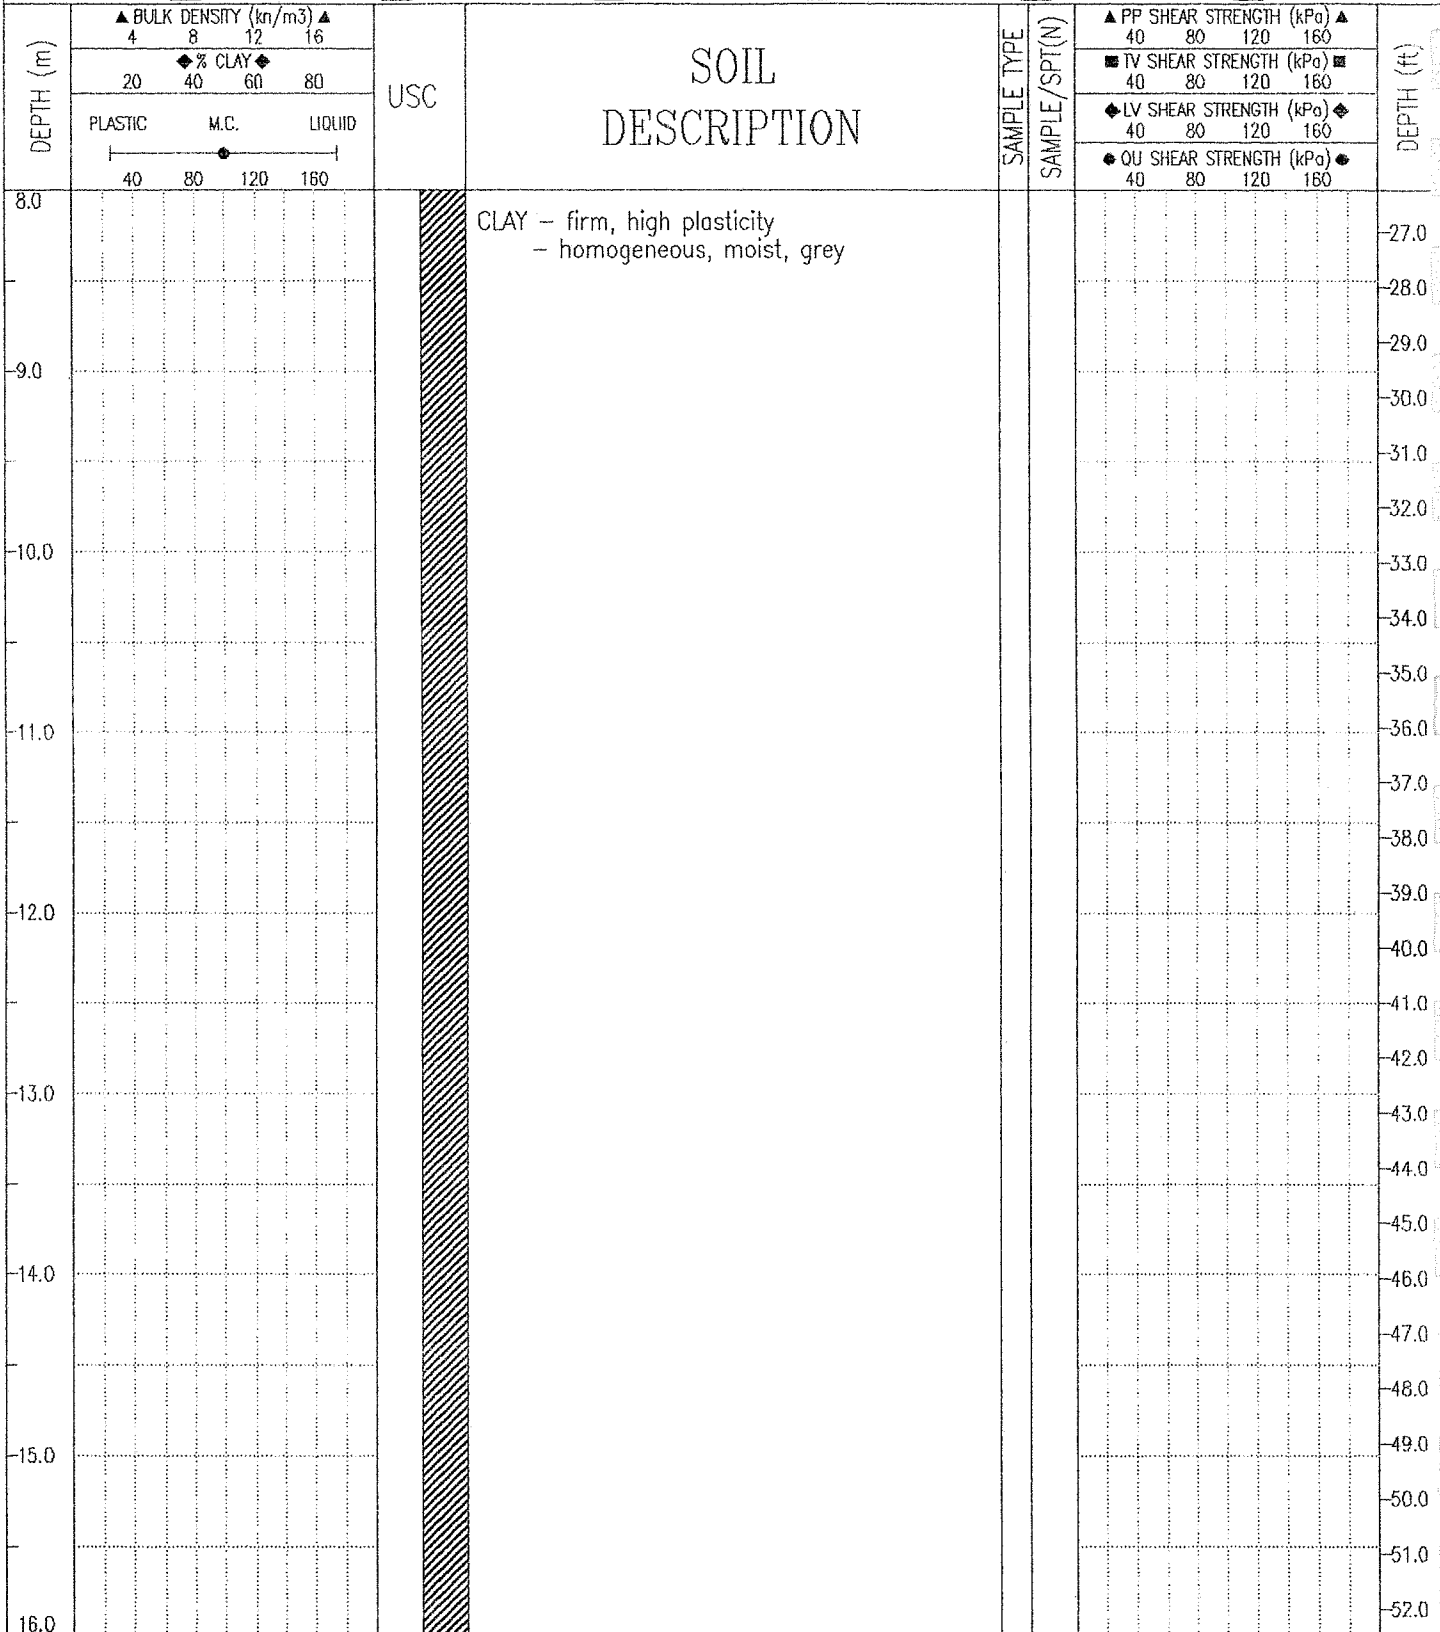 DEPTH (m)
▲ BULK DENSITY (kn/m3) ▲
4 8 12 16
◆ % CLAY ◆
20 40 60 80
PLASTIC M.C. LIQUID
40 80 120 160
USC
SOIL
DESCRIPTION
SAMPLE TYPE
SAMPLE/SPT(N)
▲ PP SHEAR STRENGTH (kPa) ▲
40 80 120 160
■ TV SHEAR STRENGTH (kPa) ■
40 80 120 160
◆ LV SHEAR STRENGTH (kPa) ◆
40 80 120 160
● QU SHEAR STRENGTH (kPa) ●
40 80 120 160
DEPTH (ft)
8.0
9.0
10.0
11.0
12.0
13.0
14.0
15.0
16.0
CLAY – firm, high plasticity
– homogeneous, moist, grey
27.0
28.0
29.0
30.0
31.0
32.0
33.0
34.0
35.0
36.0
37.0
38.0
39.0
40.0
41.0
42.0
43.0
44.0
45.0
46.0
47.0
48.0
49.0
50.0
51.0
52.0